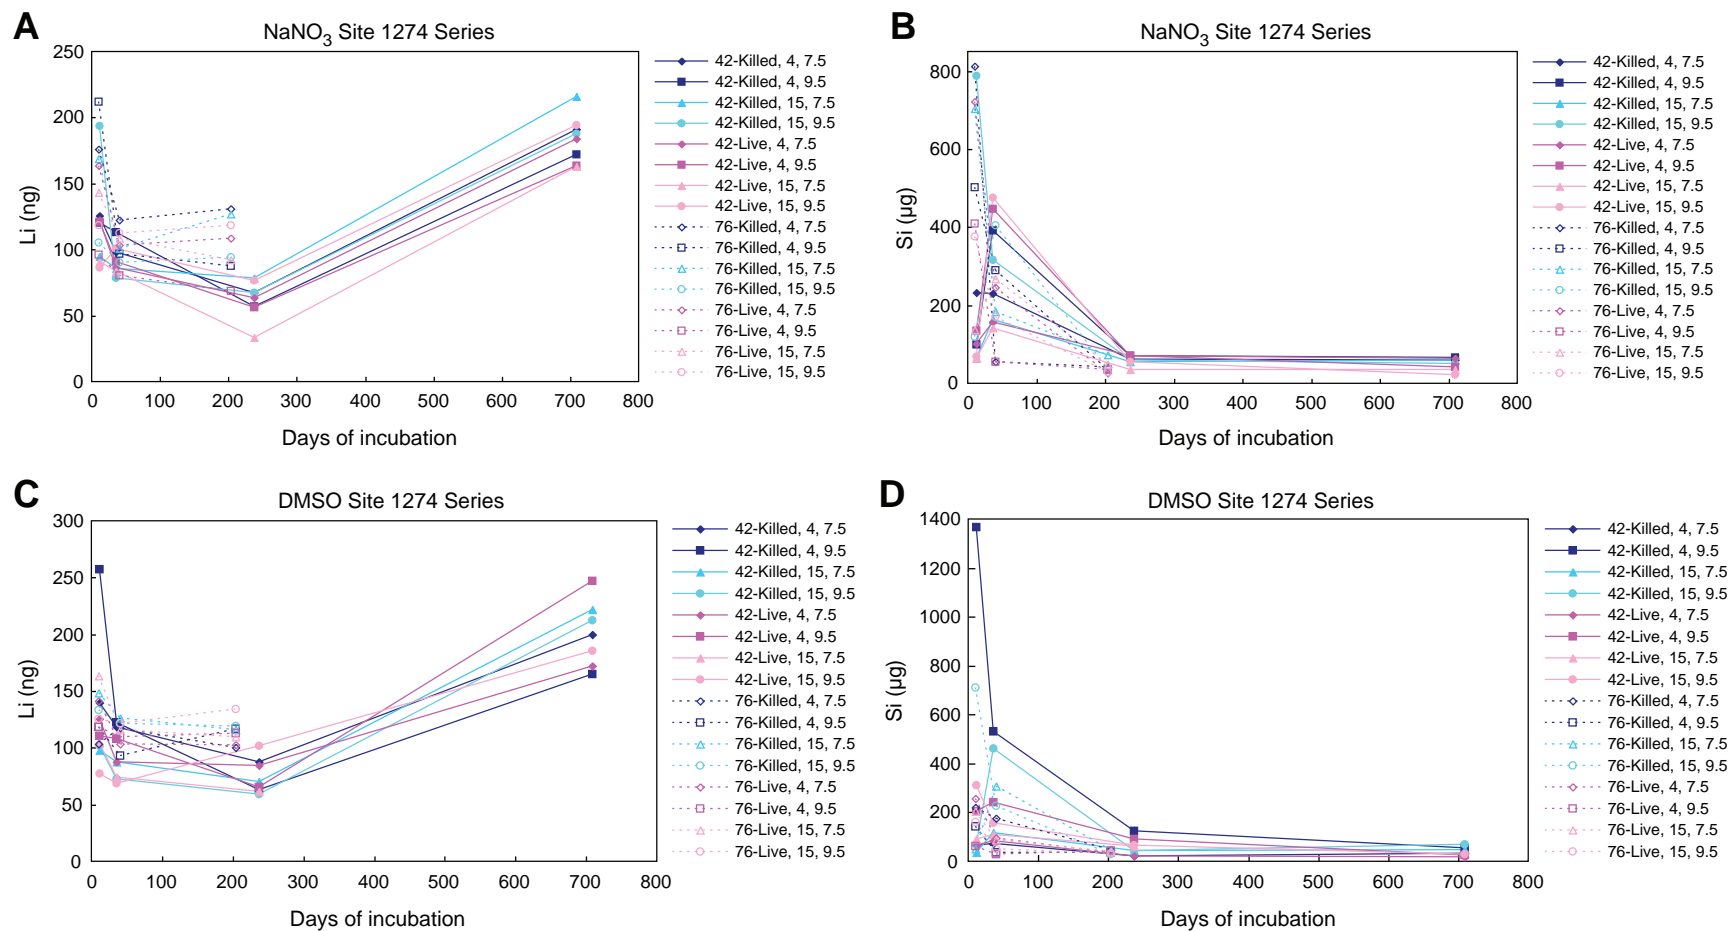 A
NaNO3 Site 1274 Series
250
200
150
100
50
0
0 100 200 300 400 500 600 700 800
Li (ng)
Days of incubation
42-Killed, 4, 7.5
42-Killed, 4, 9.5
42-Killed, 15, 7.5
42-Killed, 15, 9.5
42-Live, 4, 7.5
42-Live, 4, 9.5
42-Live, 15, 7.5
42-Live, 15, 9.5
76-Killed, 4, 7.5
76-Killed, 4, 9.5
76-Killed, 15, 7.5
76-Killed, 15, 9.5
76-Live, 4, 7.5
76-Live, 4, 9.5
76-Live, 15, 7.5
76-Live, 15, 9.5
B
NaNO3 Site 1274 Series
800
600
400
200
0
0 100 200 300 400 500 600 700 800
Si (µg)
Days of incubation
42-Killed, 4, 7.5
42-Killed, 4, 9.5
42-Killed, 15, 7.5
42-Killed, 15, 9.5
42-Live, 4, 7.5
42-Live, 4, 9.5
42-Live, 15, 7.5
42-Live, 15, 9.5
76-Killed, 4, 7.5
76-Killed, 4, 9.5
76-Killed, 15, 7.5
76-Killed, 15, 9.5
76-Live, 4, 7.5
76-Live, 4, 9.5
76-Live, 15, 7.5
76-Live, 15, 9.5
C
DMSO Site 1274 Series
300
250
200
150
100
50
0
0 100 200 300 400 500 600 700 800
Li (ng)
Days of incubation
42-Killed, 4, 7.5
42-Killed, 4, 9.5
42-Killed, 15, 7.5
42-Killed, 15, 9.5
42-Live, 4, 7.5
42-Live, 4, 9.5
42-Live, 15, 7.5
42-Live, 15, 9.5
76-Killed, 4, 7.5
76-Killed, 4, 9.5
76-Killed, 15, 7.5
76-Killed, 15, 9.5
76-Live, 4, 7.5
76-Live, 4, 9.5
76-Live, 15, 7.5
76-Live, 15, 9.5
D
DMSO Site 1274 Series
1400
1200
1000
800
600
400
200
0
0 100 200 300 400 500 600 700 800
Si (µg)
Days of incubation
42-Killed, 4, 7.5
42-Killed, 4, 9.5
42-Killed, 15, 7.5
42-Killed, 15, 9.5
42-Live, 4, 7.5
42-Live, 4, 9.5
42-Live, 15, 7.5
42-Live, 15, 9.5
76-Killed, 4, 7.5
76-Killed, 4, 9.5
76-Killed, 15, 7.5
76-Killed, 15, 9.5
76-Live, 4, 7.5
76-Live, 4, 9.5
76-Live, 15, 7.5
76-Live, 15, 9.5